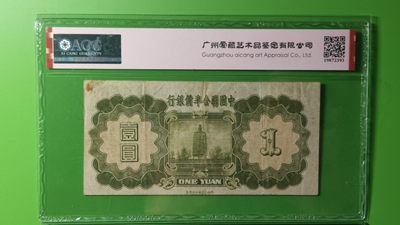 广州爱藏艺术品鉴定有限公司
Guangzhou aicang art Appraisal Co., Ltd.
19872393
中國聯合準備銀行
壹圓
1
ONE YUAN